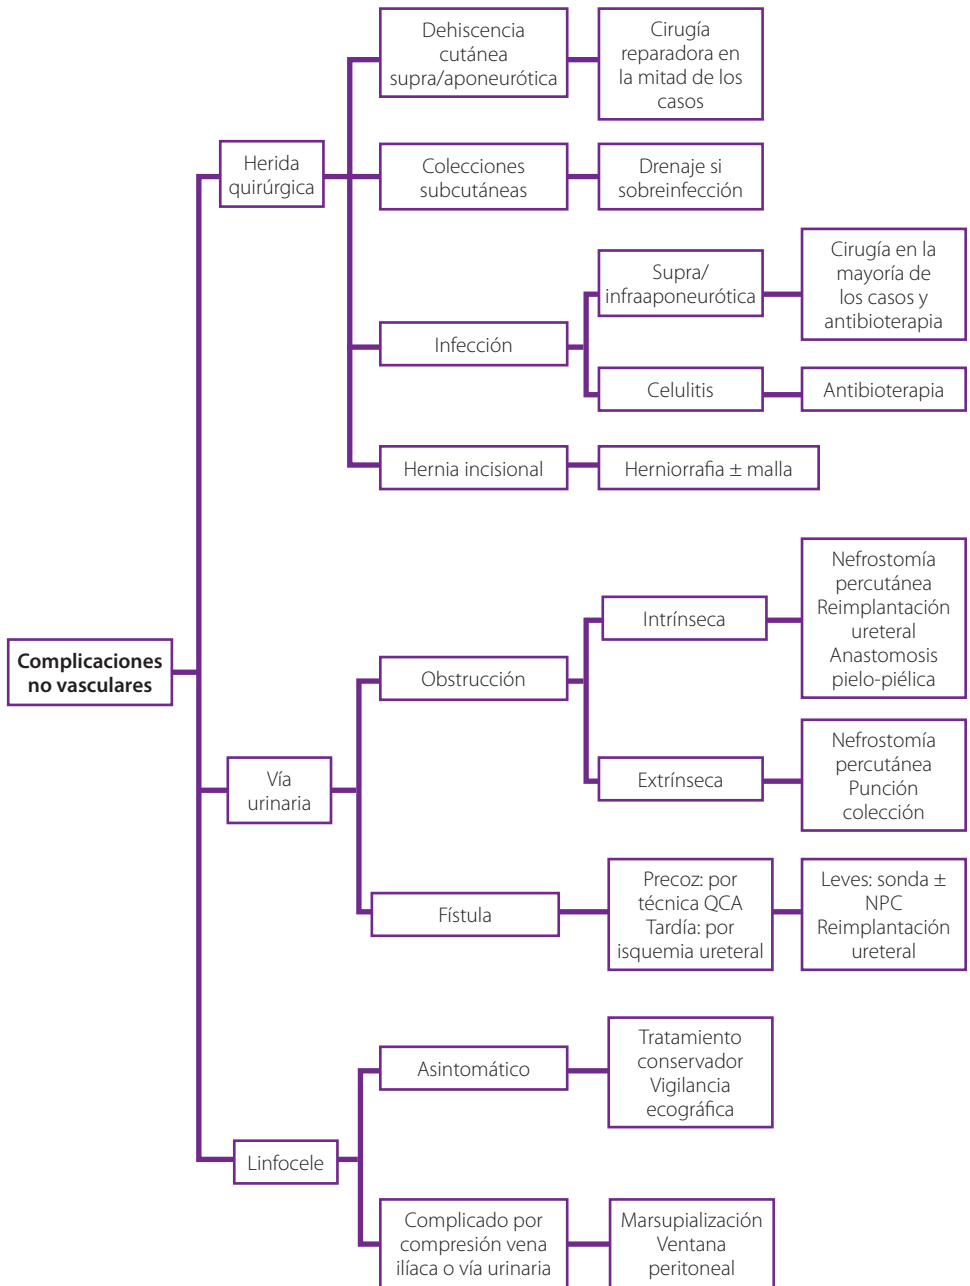 Dehiscencia
cutánea
supra/aponeurótica
Cirugía
reparadora en
la mitad de los
casos
Herida
quirúrgica
Colecciones
subcutáneas
Drenaje si
sobreinfección
Infección
Supra/
infraaponeurótica
Cirugía en la
mayoría de
los casos y
antibioterapia
Celulitis
Antibioterapia
Hernia incisional
Herniorrafia ± malla
Complicaciones
no vasculares
Vía
urinaria
Obstrucción
Intrínseca
Nefrostomía
percutánea
Reimplantación
ureteral
Anastomosis
pielo-piélica
Extrínseca
Nefrostomía
percutánea
Punción
colección
Fístula
Precoz: por
técnica QCA
Tardía: por
isquemia ureteral
Leves: sonda ±
NPC
Reimplantación
ureteral
Linfocele
Asintomático
Tratamiento
conservador
Vigilancia
ecográfica
Complicado por
compresión vena
ilíaca o vía urinaria
Marsupialización
Ventana
peritoneal